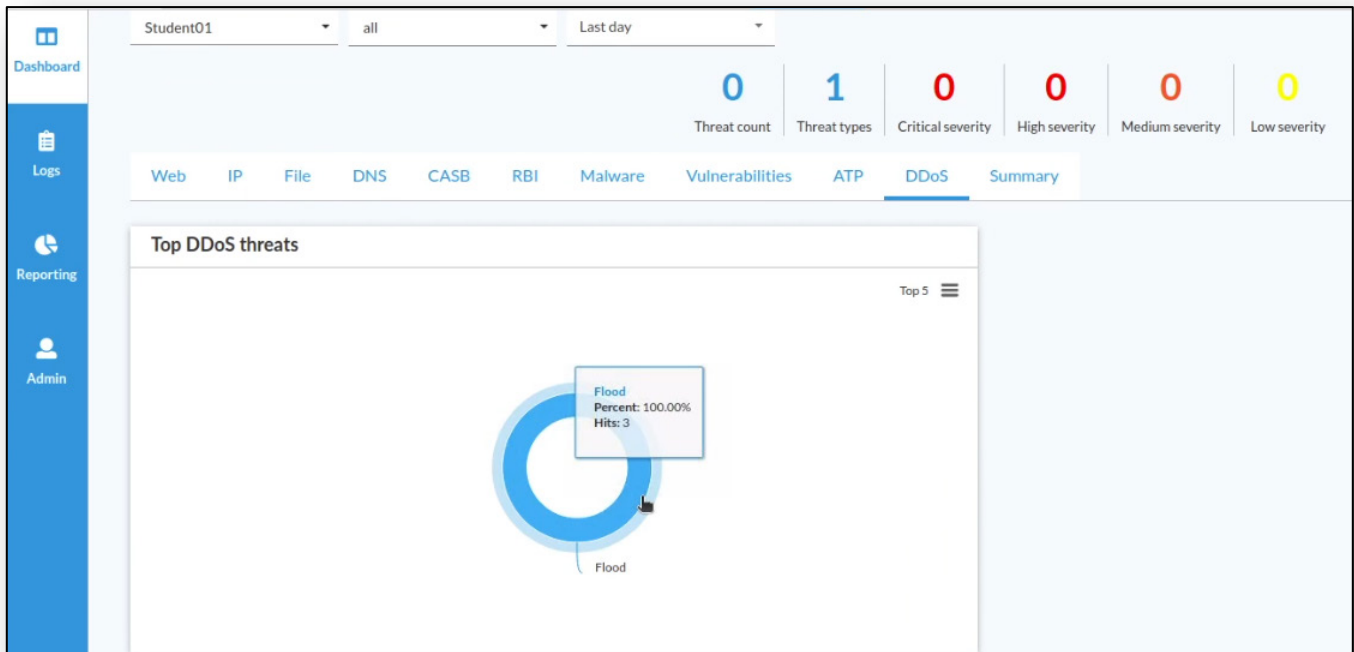 Student01 all Last day
Dashboard
0 1 0 0 0 0
Threat count Threat types Critical severity High severity Medium severity Low severity
Logs
Web IP File DNS CASB RBI Malware Vulnerabilities ATP DDoS Summary
Reporting
Top DDoS threats
Top 5
Admin
Flood
Percent: 100.00%
Hits: 3
Flood